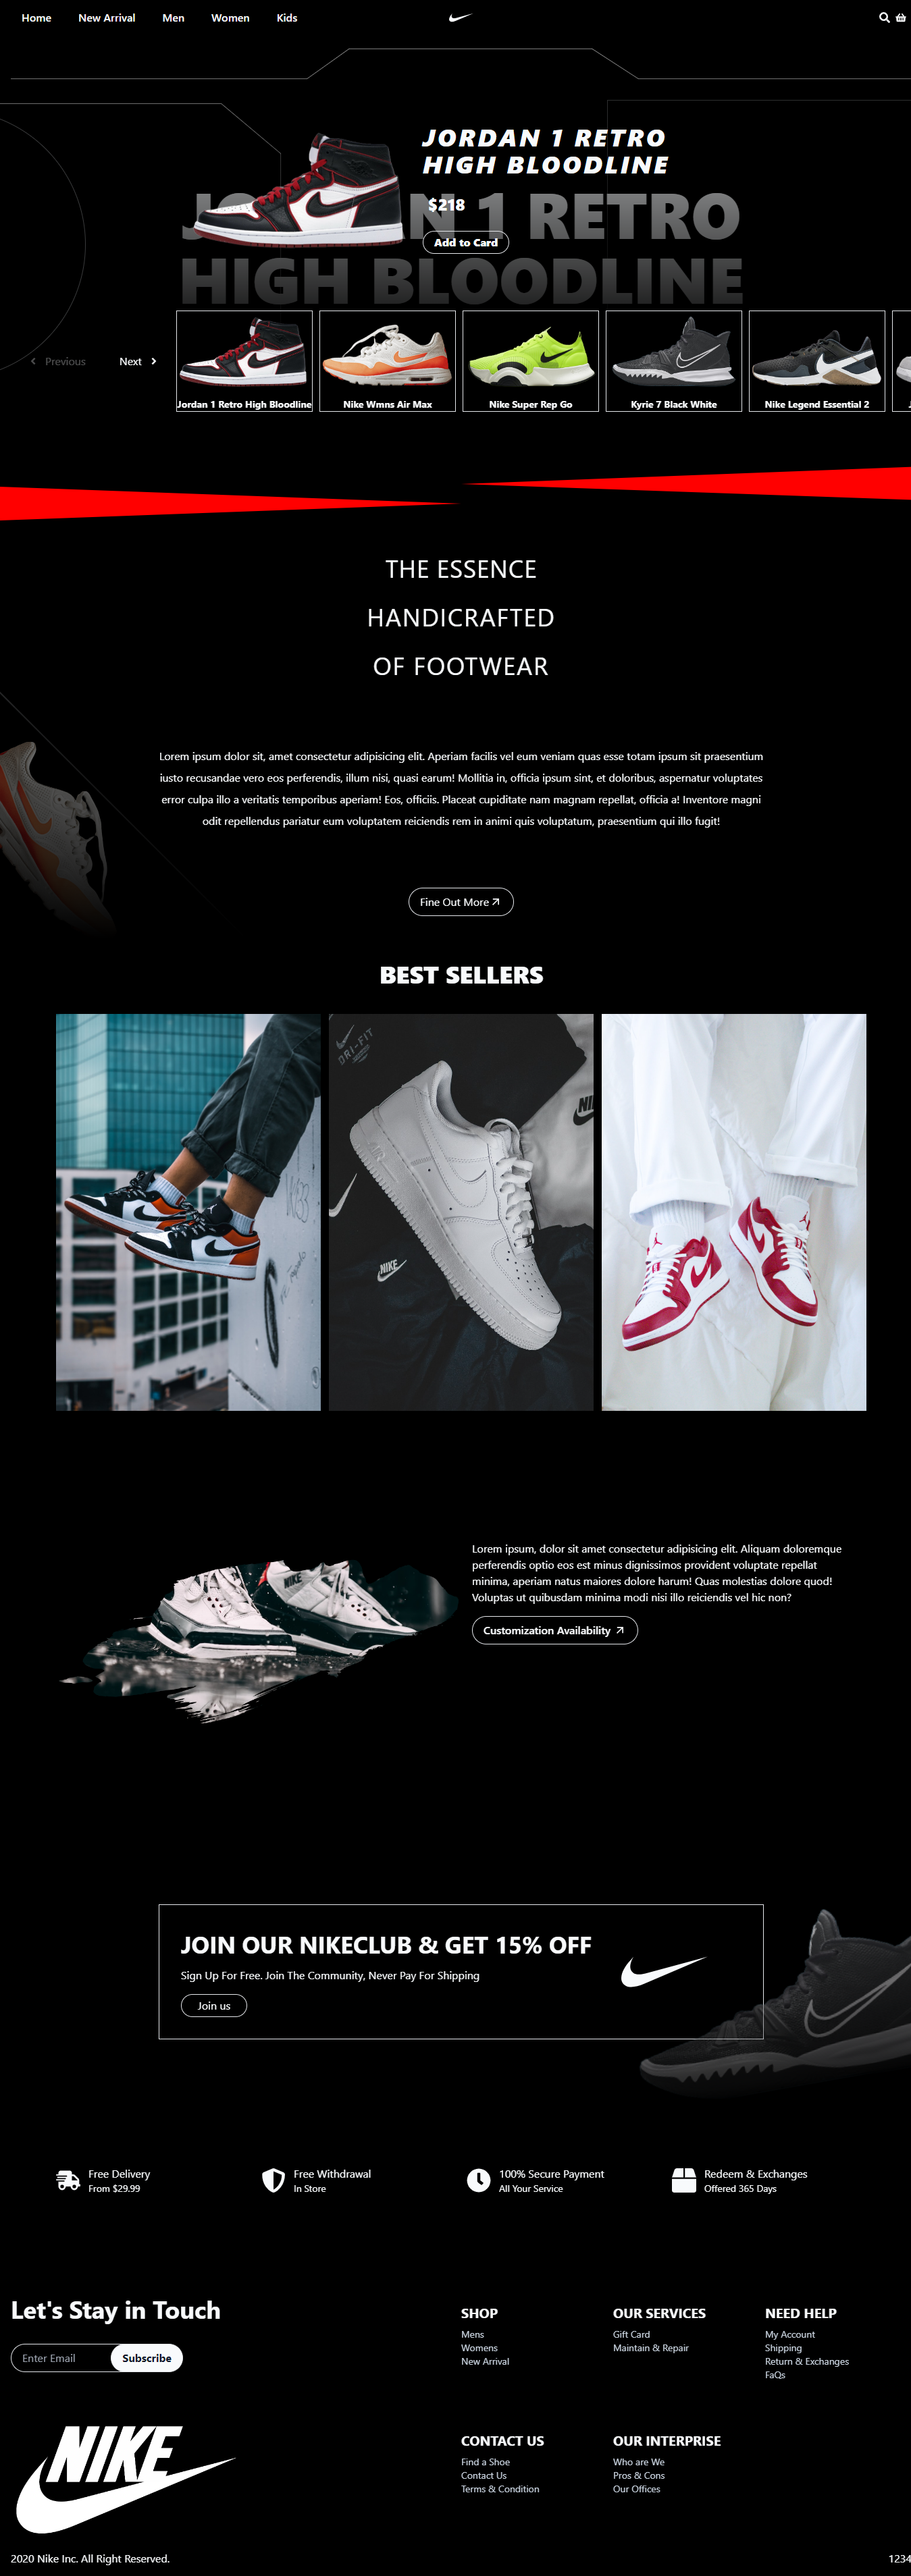 Home New Arrival Men Women Kids
JORDAN 1 RETRO
HIGH BLOODLINE
$218
Add to Card
Previous Next
Jordan 1 Retro High Bloodline
Nike Wmns Air Max
Nike Super Rep Go
Kyrie 7 Black White
Nike Legend Essential 2
THE ESSENCE
HANDICRAFTED
OF FOOTWEAR
Lorem ipsum dolor sit, amet consectetur adipisicing elit. Aperiam facilis vel eum veniam quas esse totam ipsum sit praesentium
iusto recusandae vero eos perferendis, illum nisi, quasi earum! Mollitia in, officia ipsum sint, et doloribus, aspernatur voluptates
error culpa illo a veritatis temporibus aperiam! Eos, officiis. Placeat cupiditate nam magnam repellat, officia a! Inventore magni
odit repellendus pariatur eum voluptatem reiciendis rem in animi quis voluptatum, praesentium qui illo fugit!
Fine Out More
BEST SELLERS
DRI-FIT
NIKE
NIKE
Lorem ipsum, dolor sit amet consectetur adipisicing elit. Aliquam doloremque
perferendis optio eos est minus dignissimos provident voluptate repellat
minima, aperiam natus maiores dolore harum! Quas molestias dolore quod!
Voluptas ut quibusdam minima modi nisi illo reiciendis vel hic non?
Customization Availability
JOIN OUR NIKECLUB & GET 15% OFF
Sign Up For Free. Join The Community, Never Pay For Shipping
Join us
Free Delivery
From $29.99
Free Withdrawal
In Store
100% Secure Payment
All Your Service
Redeem & Exchanges
Offered 365 Days
Let's Stay in Touch
Enter Email Subscribe
SHOP
Mens
Womens
New Arrival
OUR SERVICES
Gift Card
Maintain & Repair
NEED HELP
My Account
Shipping
Return & Exchanges
FaQs
NIKE
CONTACT US
Find a Shoe
Contact Us
Terms & Condition
OUR INTERPRISE
Who are We
Pros & Cons
Our Offices
2020 Nike Inc. All Right Reserved.
1234